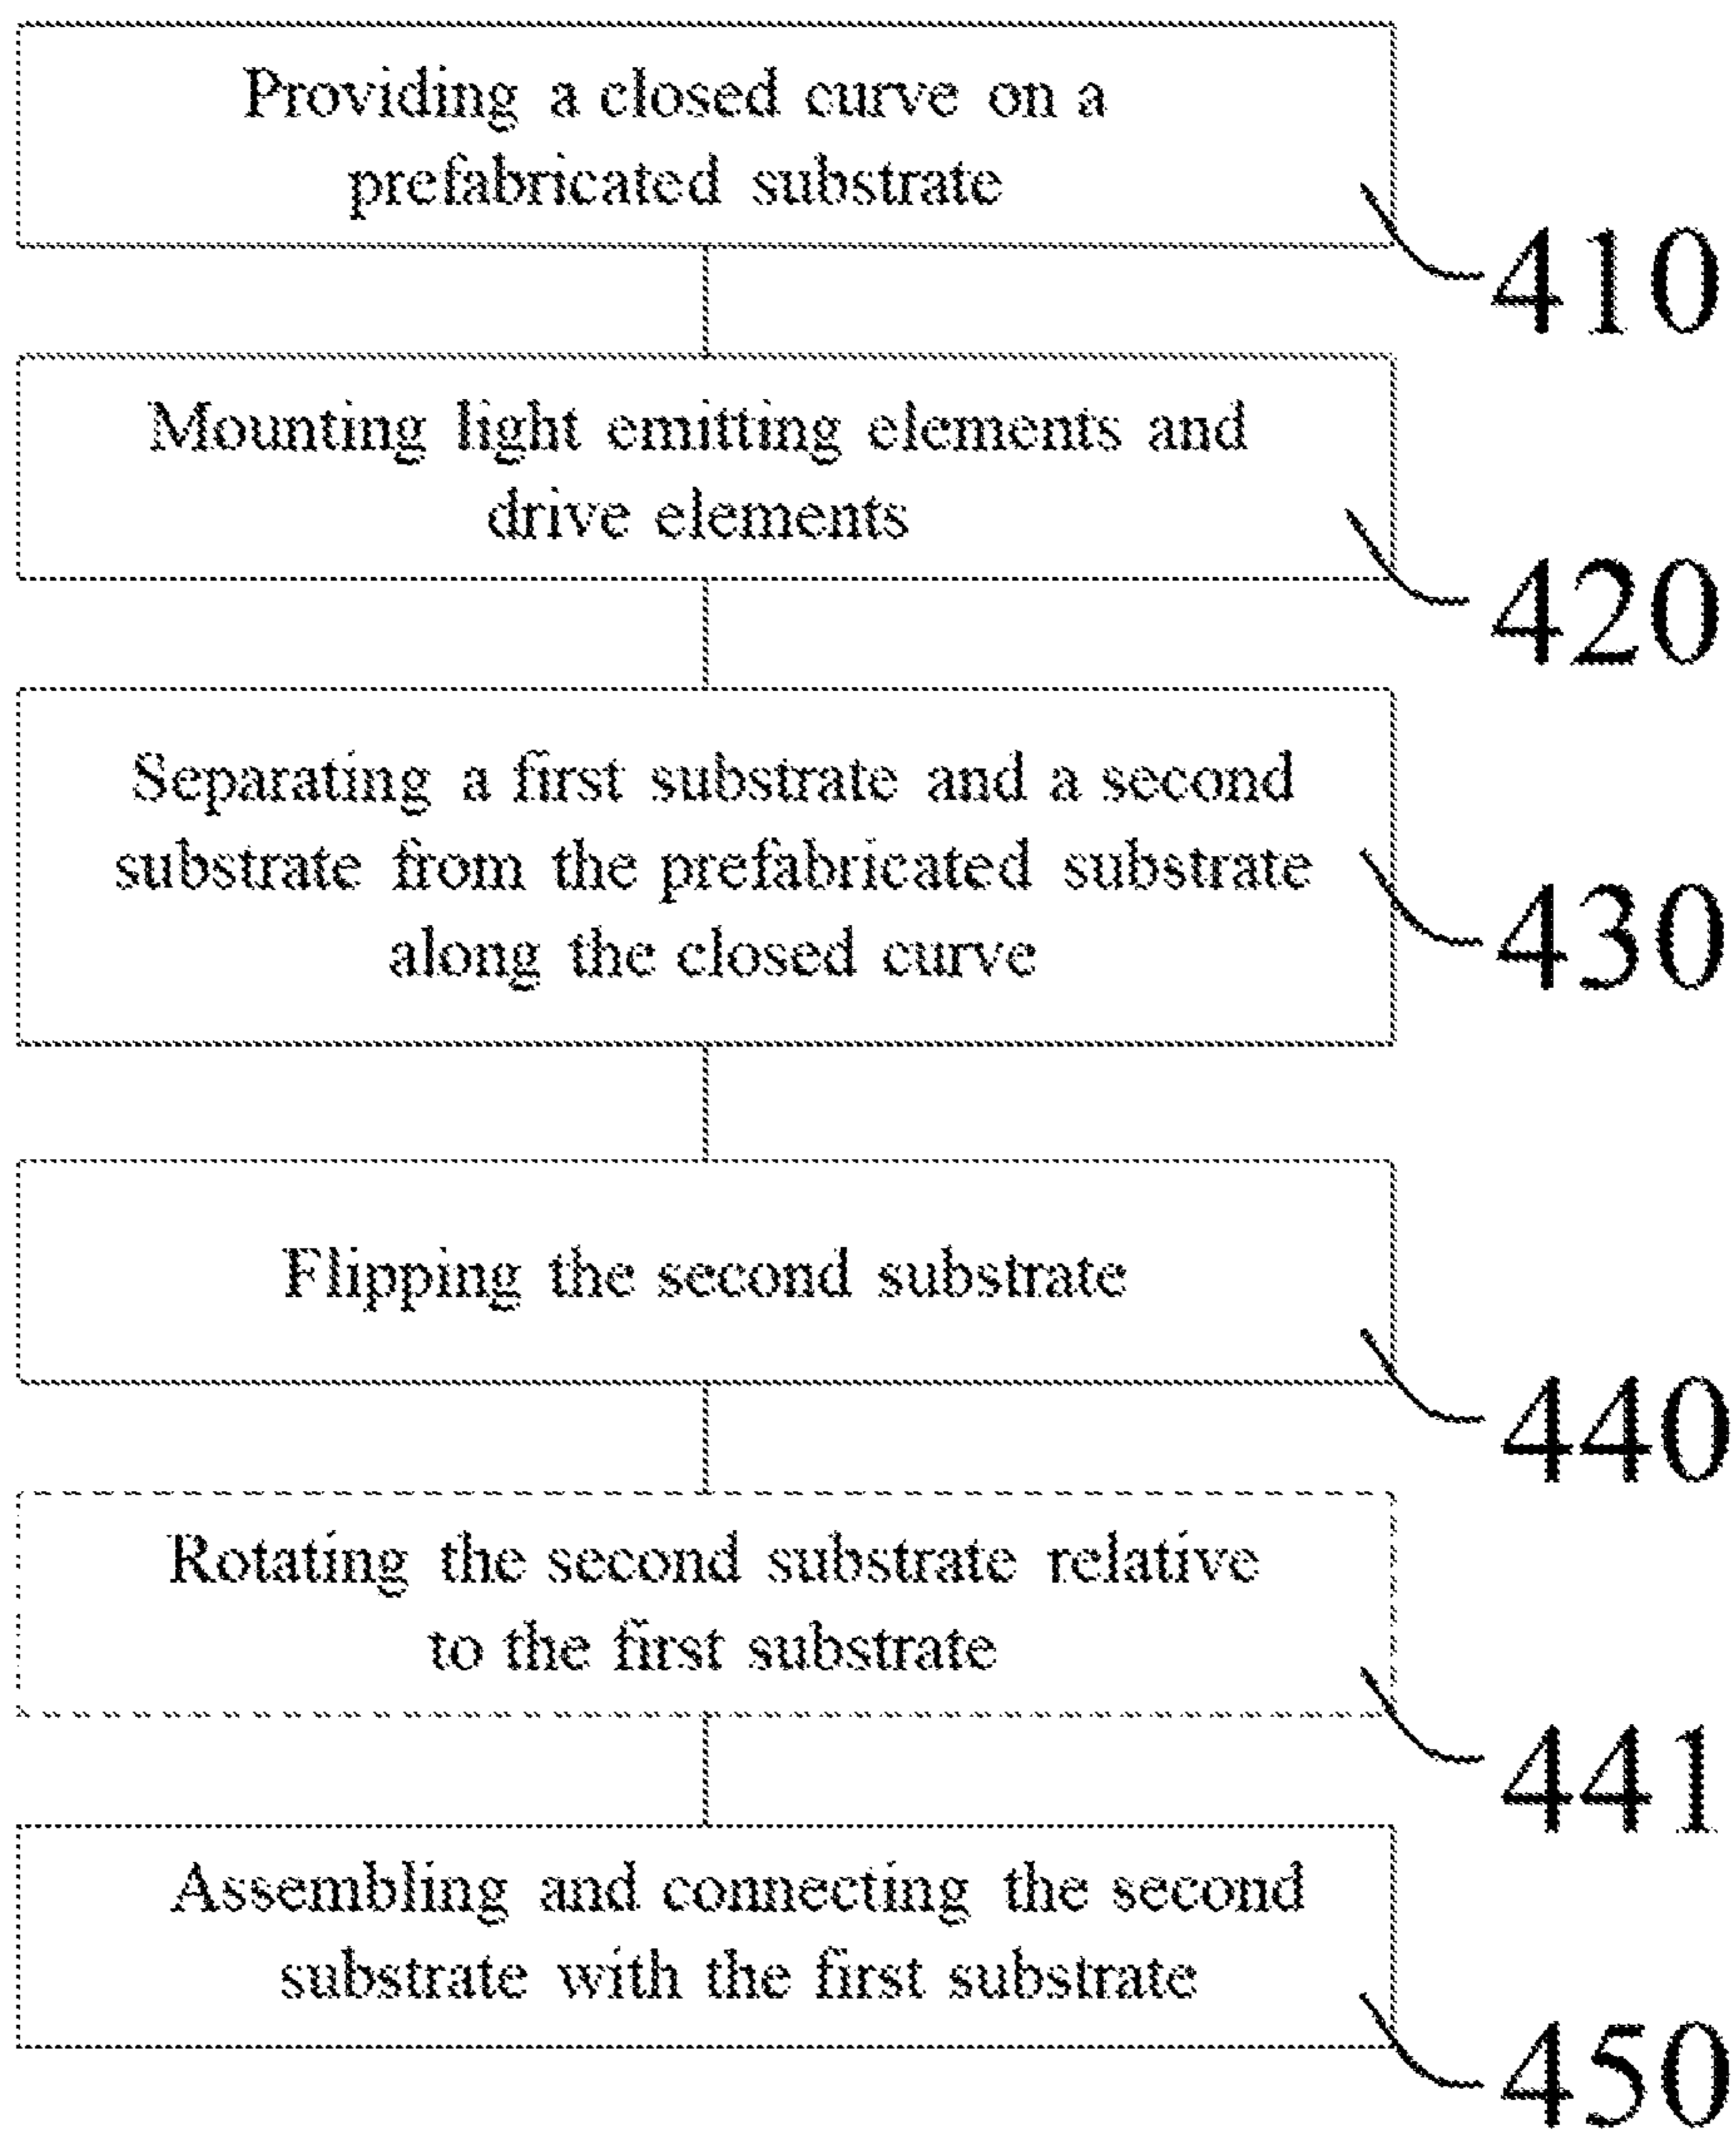 Providing a closed curve on a
prefabricated substrate
410
Mounting light emitting elements and
drive elements
420
Separating a first substrate and a second
substrate from the prefabricated substrate
along the closed curve
430
Flipping the second substrate
440
Rotating the second substrate relative
to the first substrate
441
Assembling and connecting the second
substrate with the first substrate
450